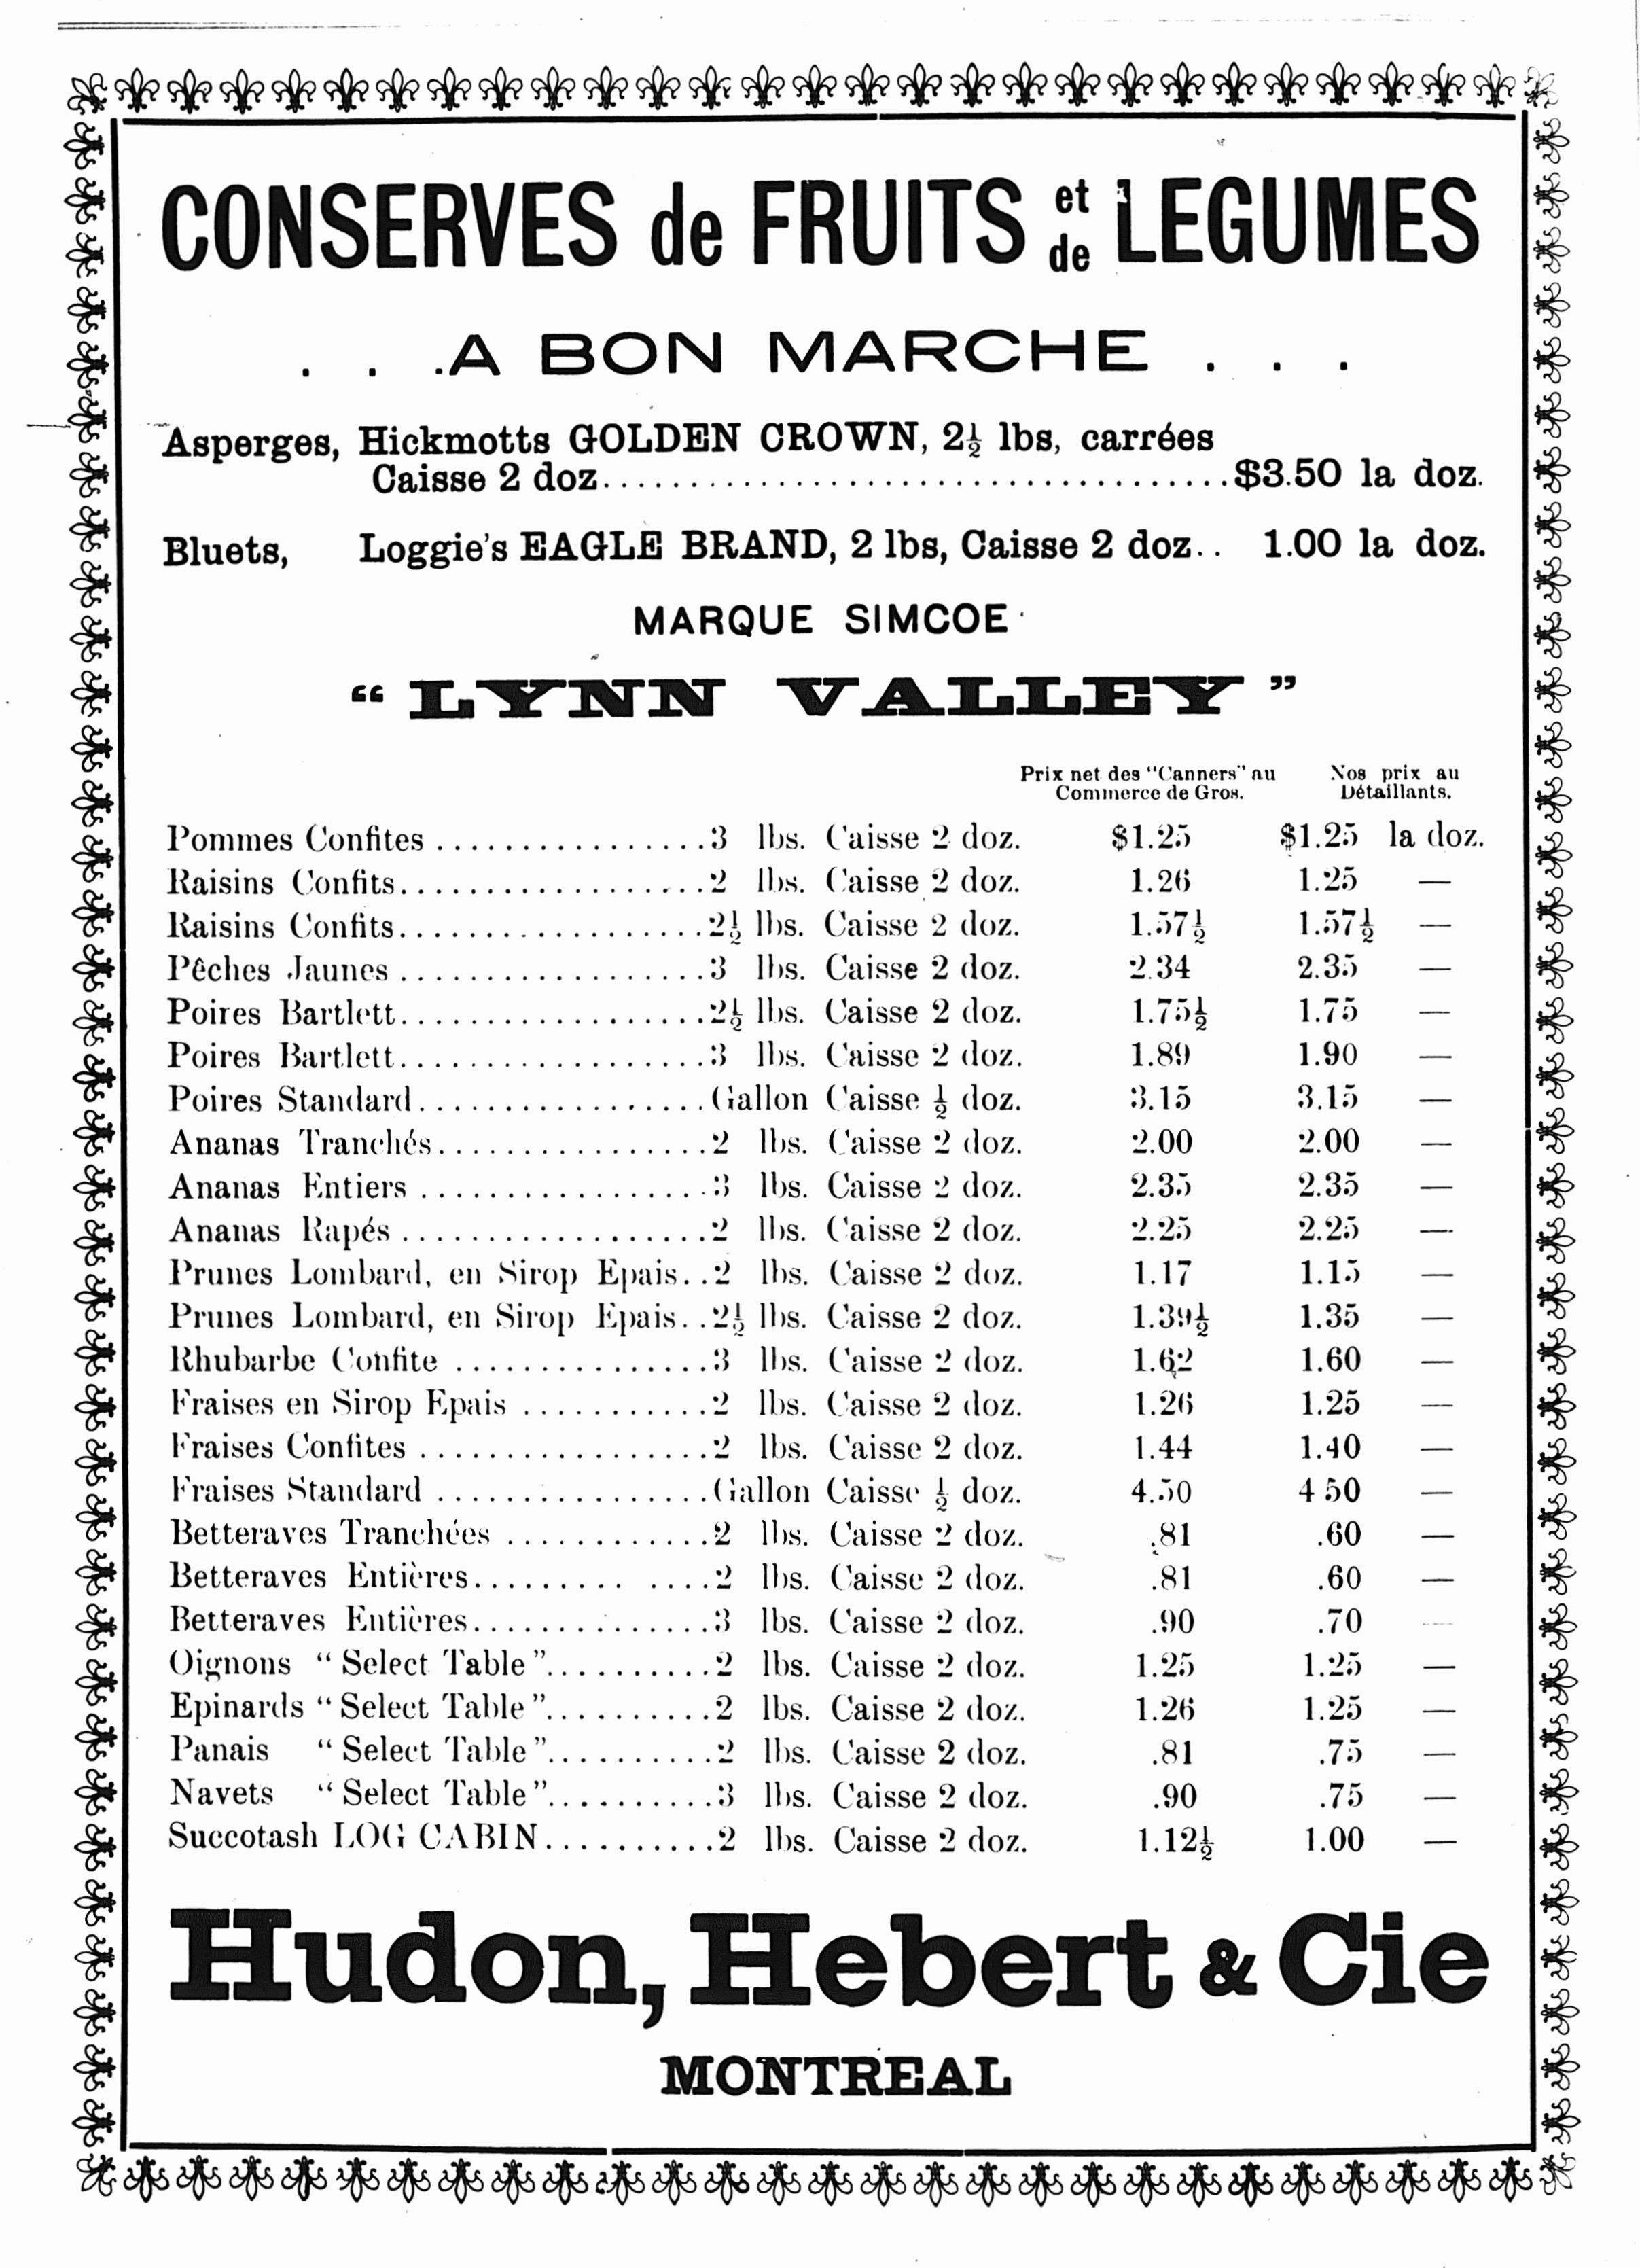 CONSERVES de FRUITS et de LEGUMES
. . .A BON MARCHE . . .
Asperges, Hickmotts GOLDEN CROWN, 2½ lbs, carrées
Caisse 2 doz....................................$3.50 la doz.
Bluets, Loggie's EAGLE BRAND, 2 lbs, Caisse 2 doz.. 1.00 la doz.
MARQUE SIMCOE
“ LYNN VALLEY ”
Prix net des “Canners” au Commerce de Gros. Nos prix au Détaillants.
Pommes Confites ................3 lbs. Caisse 2 doz. $1.25 $1.25 la doz.
Raisins Confits..................2 lbs. Caisse 2 doz. 1.26 1.25 —
Raisins Confits..................2½ lbs. Caisse 2 doz. 1.57½ 1.57½ —
Pêches Jaunes ..................3 lbs. Caisse 2 doz. 2.34 2.35 —
Poires Bartlett..................2½ lbs. Caisse 2 doz. 1.75½ 1.75 —
Poires Bartlett..................3 lbs. Caisse 2 doz. 1.89 1.90 —
Poires Standard.................Gallon Caisse ½ doz. 3.15 3.15 —
Ananas Tranchés................2 lbs. Caisse 2 doz. 2.00 2.00 —
Ananas Entiers .................3 lbs. Caisse 2 doz. 2.35 2.35 —
Ananas Rapés ..................2 lbs. Caisse 2 doz. 2.25 2.25 —
Prunes Lombard, en Sirop Epais..2 lbs. Caisse 2 doz. 1.17 1.15 —
Prunes Lombard, en Sirop Epais..2½ lbs. Caisse 2 doz. 1.39½ 1.35 —
Rhubarbe Confite ...............3 lbs. Caisse 2 doz. 1.62 1.60 —
Fraises en Sirop Epais ...........2 lbs. Caisse 2 doz. 1.26 1.25 —
Fraises Confites .................2 lbs. Caisse 2 doz. 1.44 1.40 —
Fraises Standard ................Gallon Caisse ½ doz. 4.50 4 50 —
Betteraves Tranchées ............2 lbs. Caisse 2 doz. .81 .60 —
Betteraves Entières......... ....2 lbs. Caisse 2 doz. .81 .60 —
Betteraves Entières..............3 lbs. Caisse 2 doz. .90 .70 —
Oignons “ Select Table ”..........2 lbs. Caisse 2 doz. 1.25 1.25 —
Epinards “ Select Table ”..........2 lbs. Caisse 2 doz. 1.26 1.25 —
Panais “ Select Table ”..........2 lbs. Caisse 2 doz. .81 .75 —
Navets “ Select Table ”..........3 lbs. Caisse 2 doz. .90 .75 —
Succotash LOG CABIN..........2 lbs. Caisse 2 doz. 1.12½ 1.00 —
Hudon, Hebert & Cie
MONTREAL